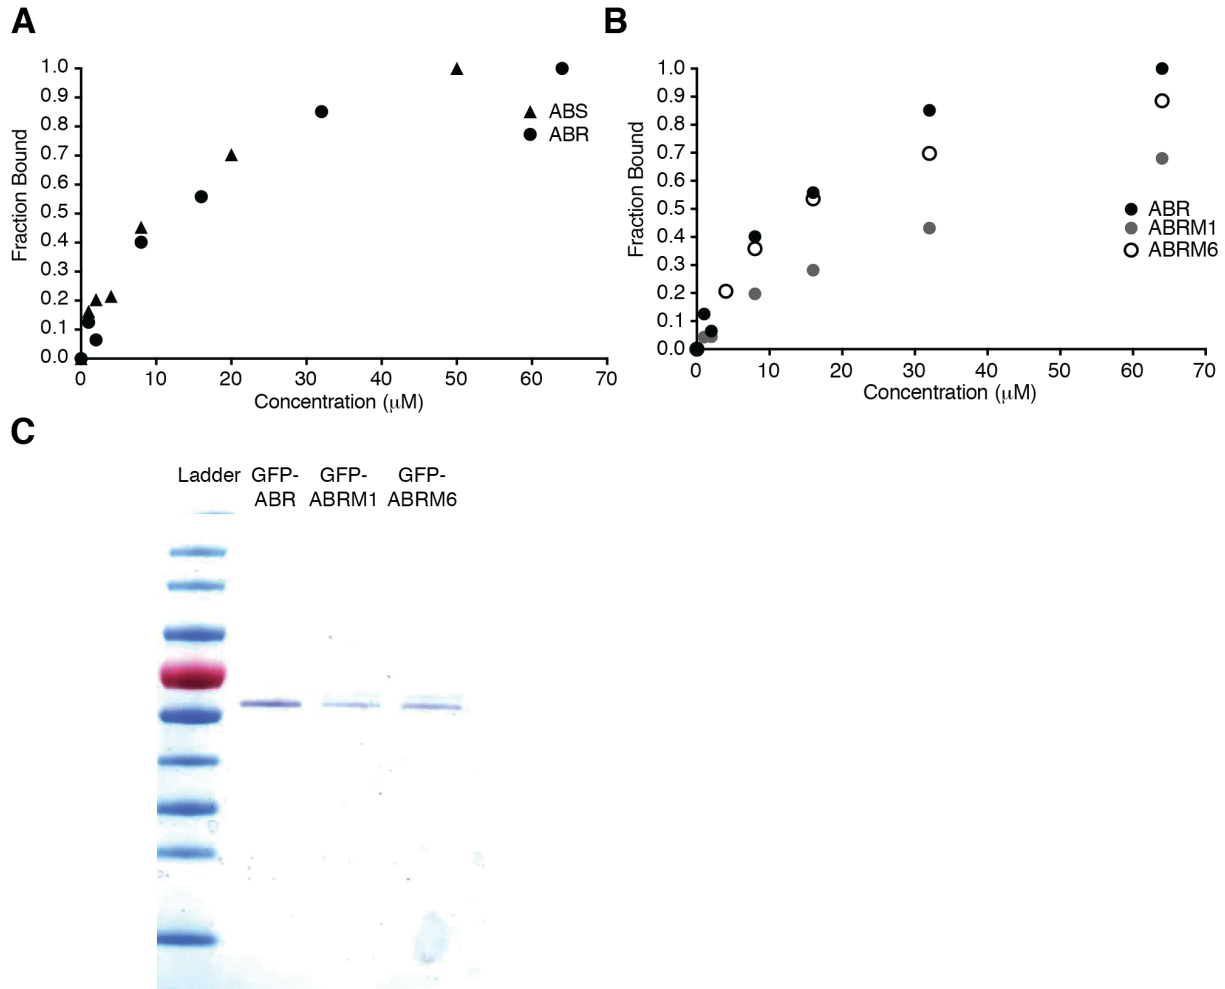 A
1.0
0.9
0.8
0.7
0.6
0.5
0.4
0.3
0.2
0.1
0.0
Fraction Bound
0 10 20 30 40 50 60 70
Concentration (μM)
ABS
ABR
B
1.0
0.9
0.8
0.7
0.6
0.5
0.4
0.3
0.2
0.1
0.0
Fraction Bound
0 10 20 30 40 50 60 70
Concentration (μM)
ABR
ABRM1
ABRM6
C
Ladder GFP- GFP- GFP-
ABR ABRM1 ABRM6